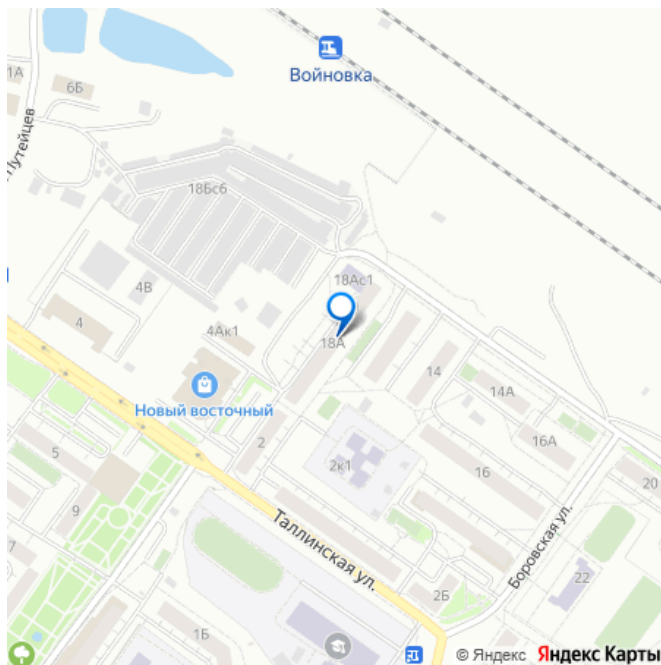 Войновка
1А
6Б
Путейцев
18Бс6
18Ас1
4В
4
4Ак1
18А
14
14А
Новый восточный
2
5
2к1
16
16А
20
9
Таллинская ул.
Боровская ул.
7
22
2Б
1Б
© Яндекс Яндекс Карты